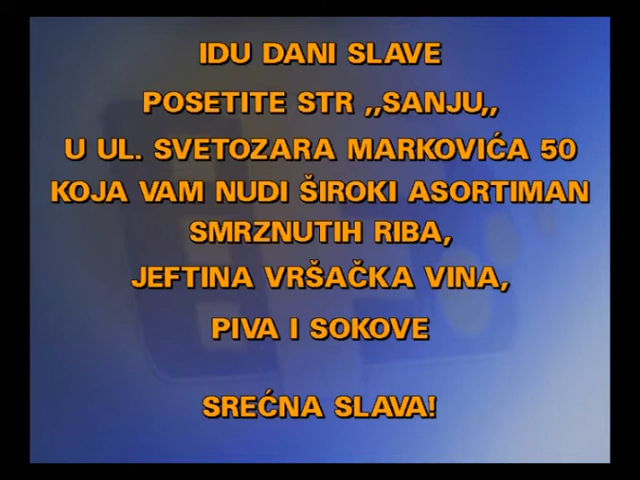 IDU DANI SLAVE
POSETITE STR ,,SANJU,,
U UL. SVETOZARA MARKOVIĆA 50
KOJA VAM NUDI ŠIROKI ASORTIMAN
SMRZNUTIH RIBA,
JEFTINA VRŠAČKA VINA,
PIVA I SOKOVE
SREĆNA SLAVA!